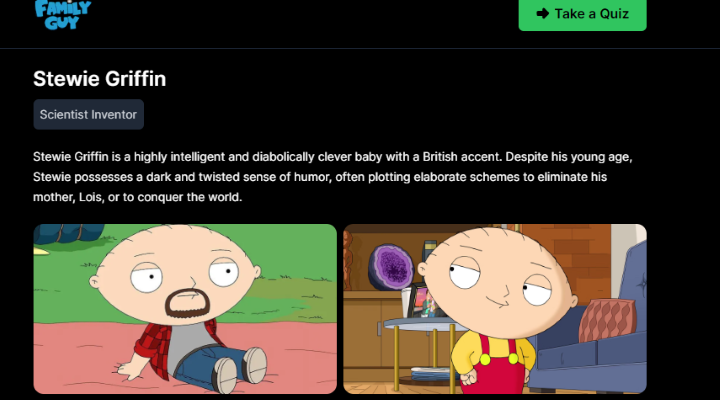 FAMILY
GUY
Take a Quiz
Stewie Griffin
Scientist Inventor
Stewie Griffin is a highly intelligent and diabolically clever baby with a British accent. Despite his young age,
Stewie possesses a dark and twisted sense of humor, often plotting elaborate schemes to eliminate his
mother, Lois, or to conquer the world.